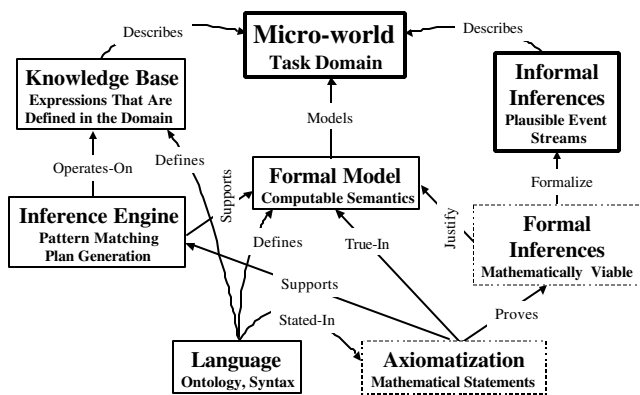 Describes
Micro-world
Task Domain
Describes
Knowledge Base
Expressions That Are
Defined in the Domain
Informal
Inferences
Plausible Event
Streams
Models
Operates-On
Defines
Supports
Formal Model
Computable Semantics
Formalize
Inference Engine
Pattern Matching
Plan Generation
Defines
True-In
Justify
Formal
Inferences
Mathematically Viable
Supports
Stated-In
Proves
Language
Ontology, Syntax
Axiomatization
Mathematical Statements